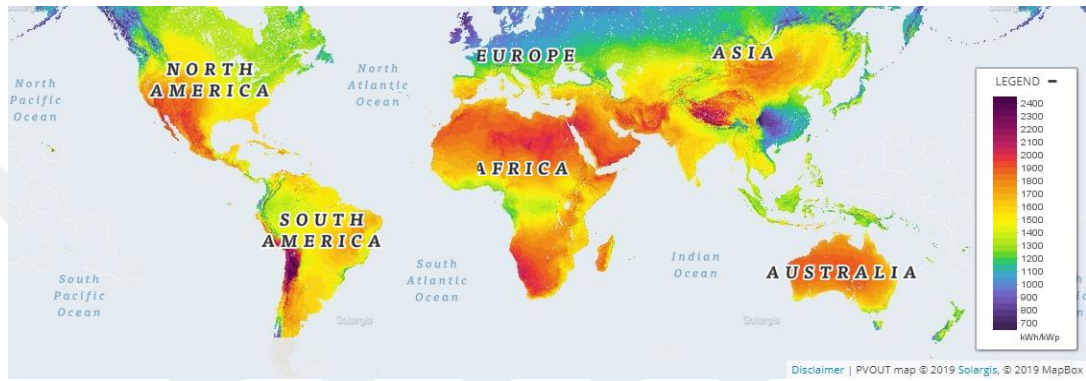 Solargis
NORTH
AMERICA
North
Pacific
Ocean
North
Atlantic
Ocean
EUROPE
ASIA
AFRICA
SOUTH
AMERICA
South
Pacific
Ocean
South
Atlantic
Ocean
Indian
Ocean
AUSTRALIA
Solargis
Solargis
LEGEND
2400
2300
2200
2100
2000
1900
1800
1700
1600
1500
1400
1300
1200
1100
1000
900
800
700
kWh/kWp
Disclaimer | PVOUT map © 2019 Solargis, © 2019 MapBox